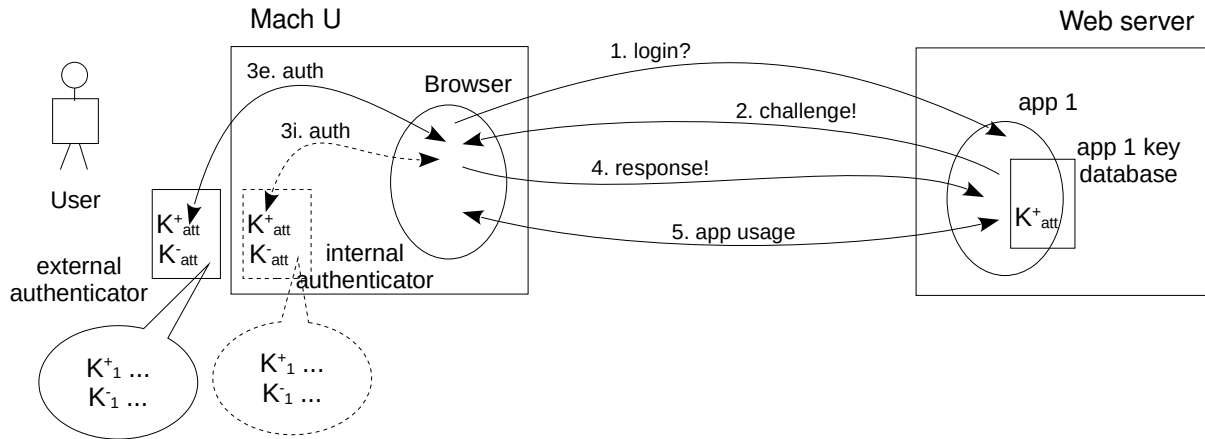 Mach U
Web server
1. login?
3e. auth
Browser
app 1
2. challenge!
3i. auth
app 1 key
database
4. response!
User
K⁺att
K⁻att
K⁺att
K⁻att
K⁺att
5. app usage
external
authenticator
internal
authenticator
K⁺₁ ...
K⁻₁ ...
K⁺₁ ...
K⁻₁ ...